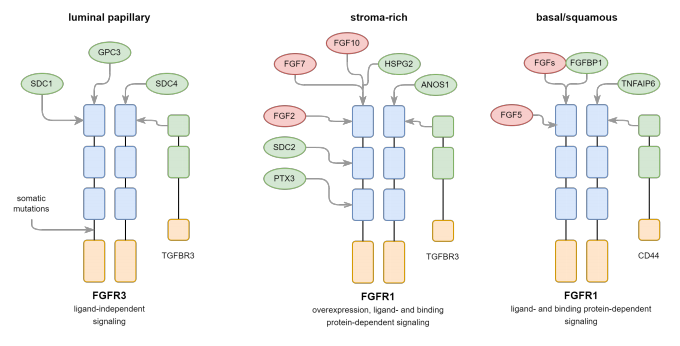 luminal papillary
GPC3
SDC1
SDC4
somatic
mutations
TGFBR3
FGFR3
ligand-independent
signaling
stroma-rich
FGF10
FGF7
HSPG2
ANOS1
FGF2
SDC2
PTX3
TGFBR3
FGFR1
overexpression, ligand- and binding
protein-dependent signaling
basal/squamous
FGFs
FGFBP1
TNFAIP6
FGF5
CD44
FGFR1
ligand- and binding protein-dependent
signaling